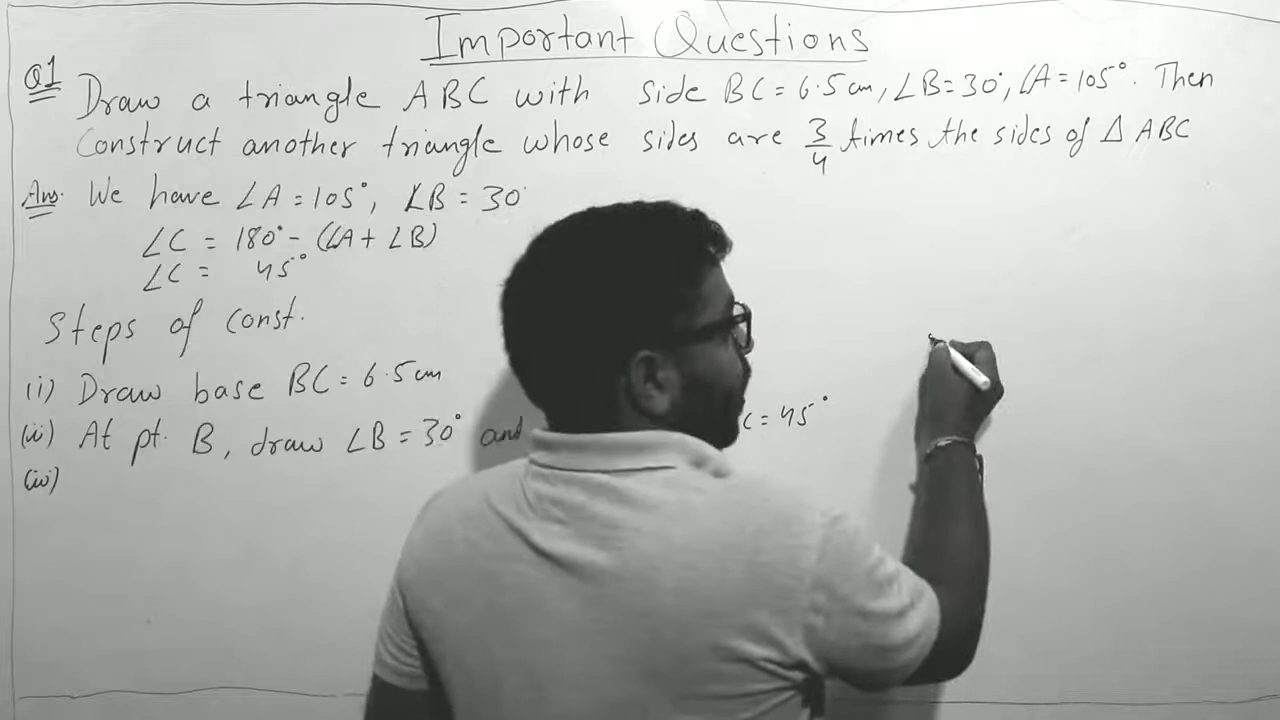 Important Questions
Q1 Draw a triangle ABC with side BC = 6.5 cm, ∠B = 30°, ∠A = 105°. Then
Construct another triangle whose sides are 3/4 times the sides of △ ABC
Ans. We have ∠A = 105°, ∠B = 30°
∠C = 180° - (∠A + ∠B)
∠C = 45°
Steps of const.
(ii) Draw base BC = 6.5 cm
(ii) At pt. B, draw ∠B = 30° and C = 45°
(iv)